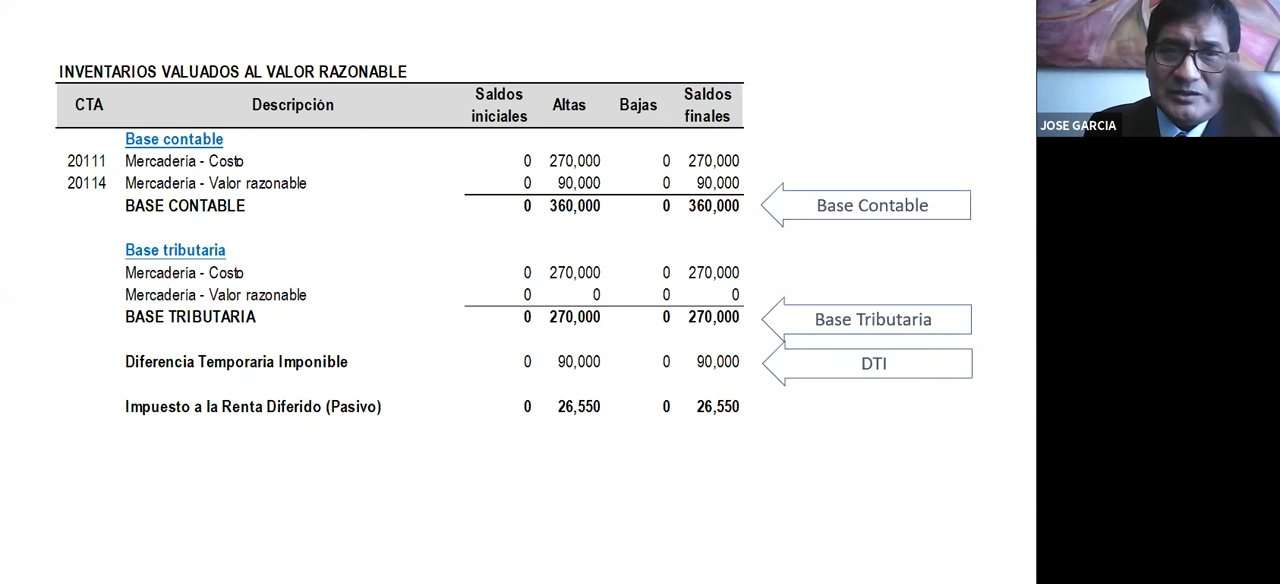 INVENTARIOS VALUADOS AL VALOR RAZONABLE
CTA Descripción Saldos iniciales Altas Bajas Saldos finales
Base contable
20111 Mercadería - Costo 0 270,000 0 270,000
20114 Mercadería - Valor razonable 0 90,000 0 90,000
BASE CONTABLE 0 360,000 0 360,000
Base Contable
Base tributaria
Mercadería - Costo 0 270,000 0 270,000
Mercadería - Valor razonable 0 0 0 0
BASE TRIBUTARIA 0 270,000 0 270,000
Base Tributaria
Diferencia Temporaria Imponible 0 90,000 0 90,000
DTI
Impuesto a la Renta Diferido (Pasivo) 0 26,550 0 26,550
JOSE GARCIA